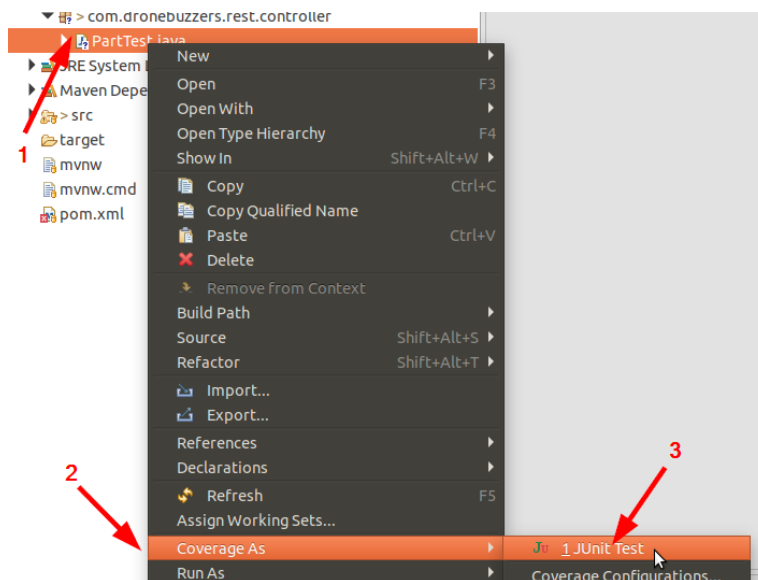 > com.dronebuzzers.rest.controller
PartTest.java
New
JRE System
Open F3
Maven Depe
Open With
> src
Open Type Hierarchy F4
target
Show In Shift+Alt+W
1
mvnw
Copy Ctrl+C
mvnw.cmd
Copy Qualified Name
pom.xml
Paste Ctrl+V
Delete
Remove from Context
Build Path
Source Shift+Alt+S
Refactor Shift+Alt+T
Import...
Export...
References
Declarations
3
2
Refresh F5
Assign Working Sets...
Coverage As
Ju 1 JUnit Test
Run As
Coverage Configurations...